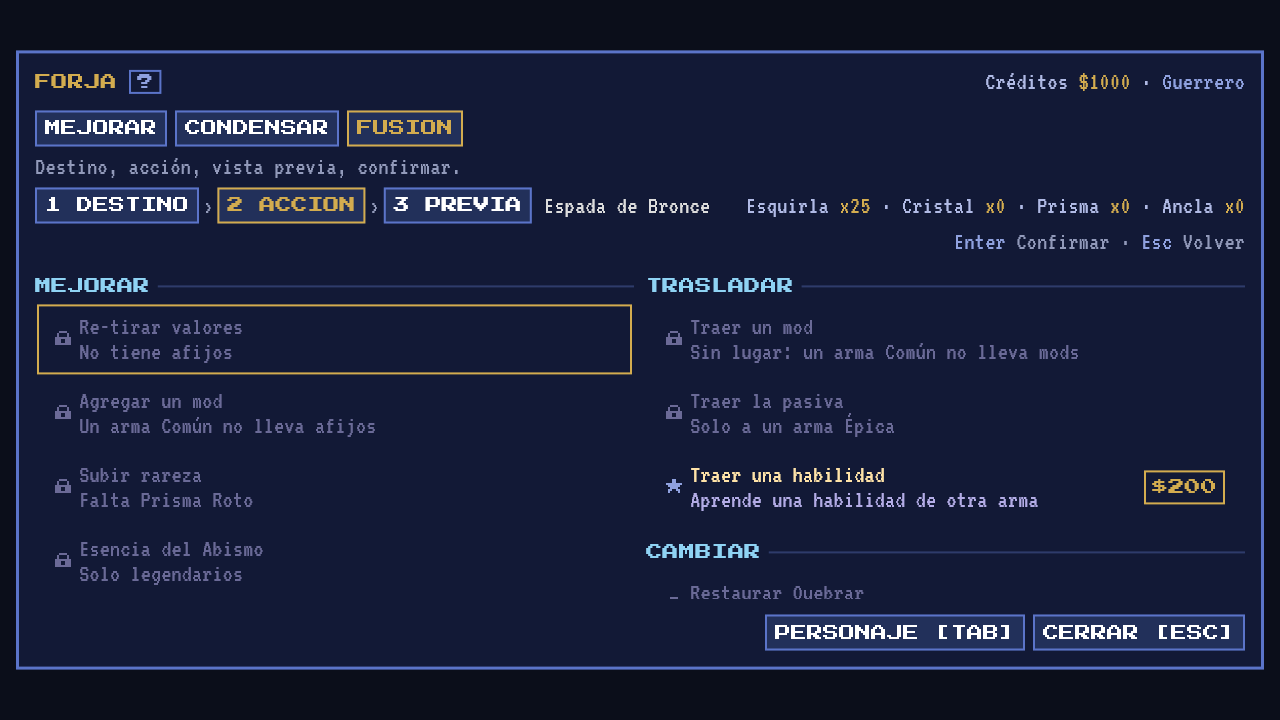 FORJA ?
Créditos $1000 · Guerrero
MEJORAR CONDENSAR FUSION
Destino, acción, vista previa, confirmar.
1 DESTINO › 2 ACCION › 3 PREVIA Espada de Bronce Esquirla x25 · Cristal x0 · Prisma x0 · Ancla x0
Enter Confirmar · Esc Volver
MEJORAR
Re-tirar valores
No tiene afijos
Agregar un mod
Un arma Común no lleva afijos
Subir rareza
Falta Prisma Roto
Esencia del Abismo
Solo legendarios
TRASLADAR
Traer un mod
Sin lugar: un arma Común no lleva mods
Traer la pasiva
Solo a un arma Épica
Traer una habilidad
Aprende una habilidad de otra arma
$200
CAMBIAR
Restaurar Quebrar
PERSONAJE [TAB] CERRAR [ESC]